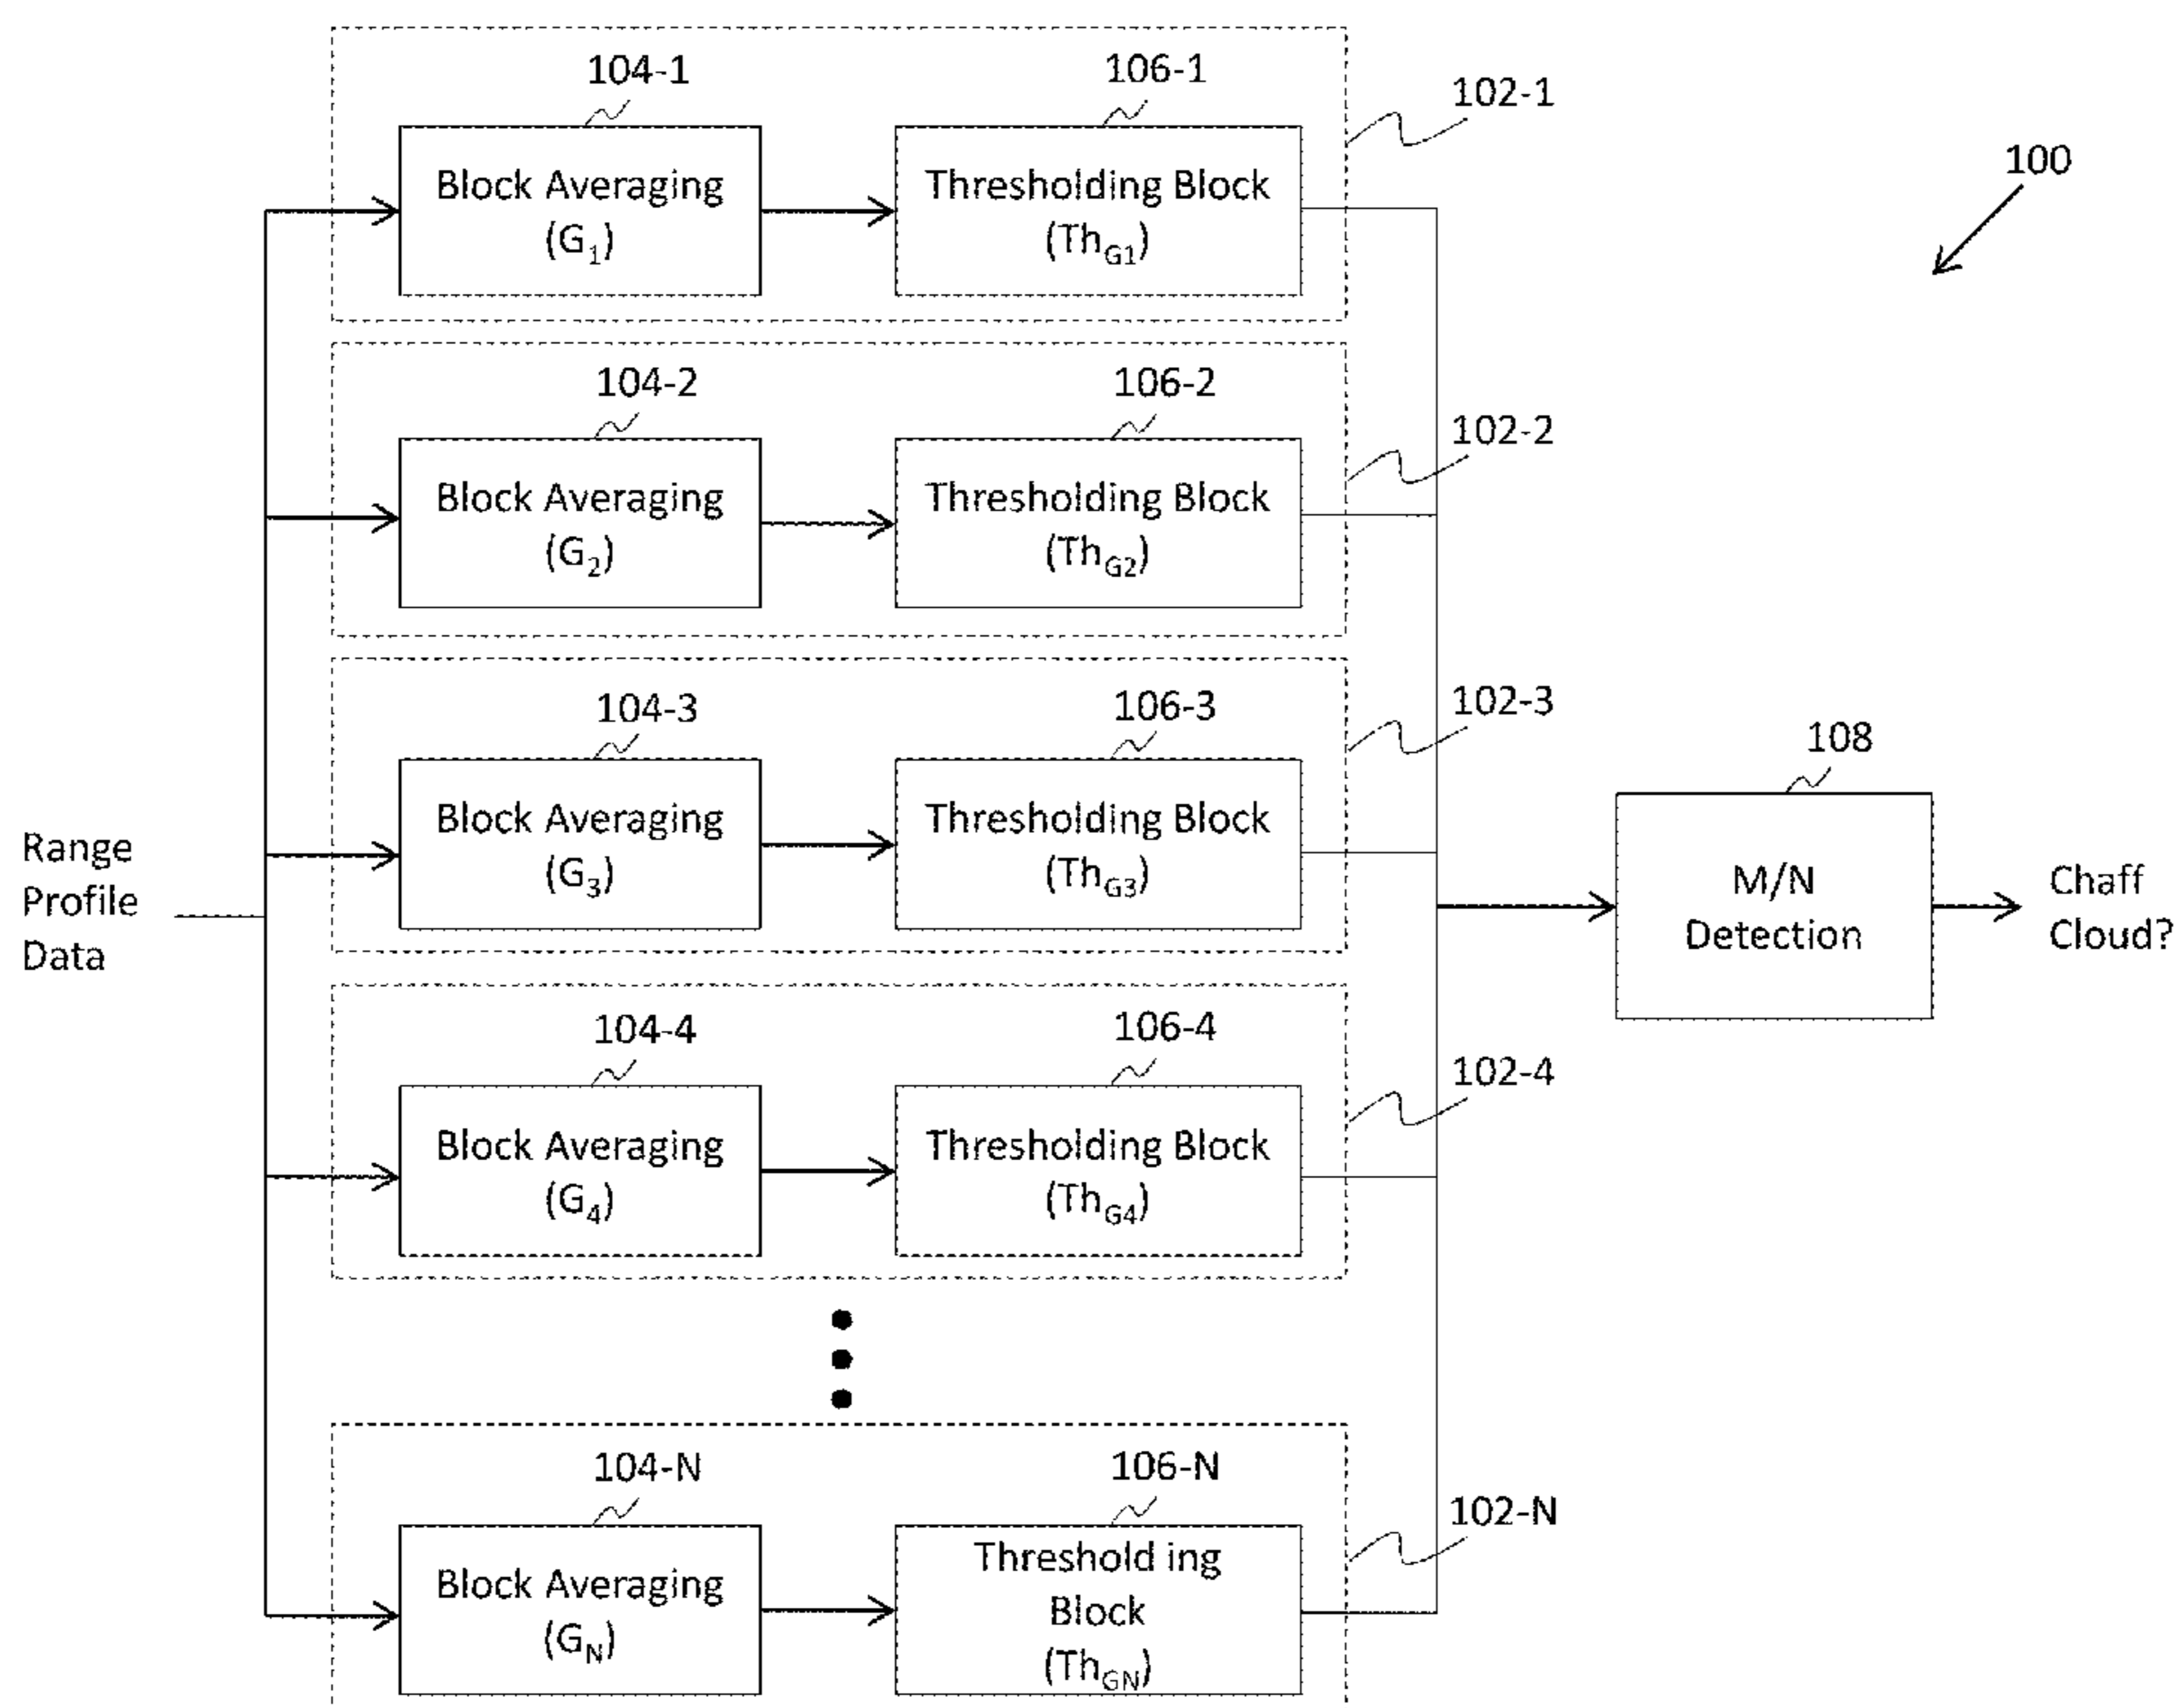 104-1
106-1
102-1
100
Block Averaging
(G1)
Thresholding Block
(ThG1)
104-2
106-2
102-2
Block Averaging
(G2)
Thresholding Block
(ThG2)
104-3
106-3
102-3
Block Averaging
(G3)
Thresholding Block
(ThG3)
Range
Profile
Data
108
M/N
Detection
Chaff
Cloud?
104-4
106-4
102-4
Block Averaging
(G4)
Thresholding Block
(ThG4)
104-N
106-N
102-N
Block Averaging
(GN)
Threshold ing
Block
(ThGN)